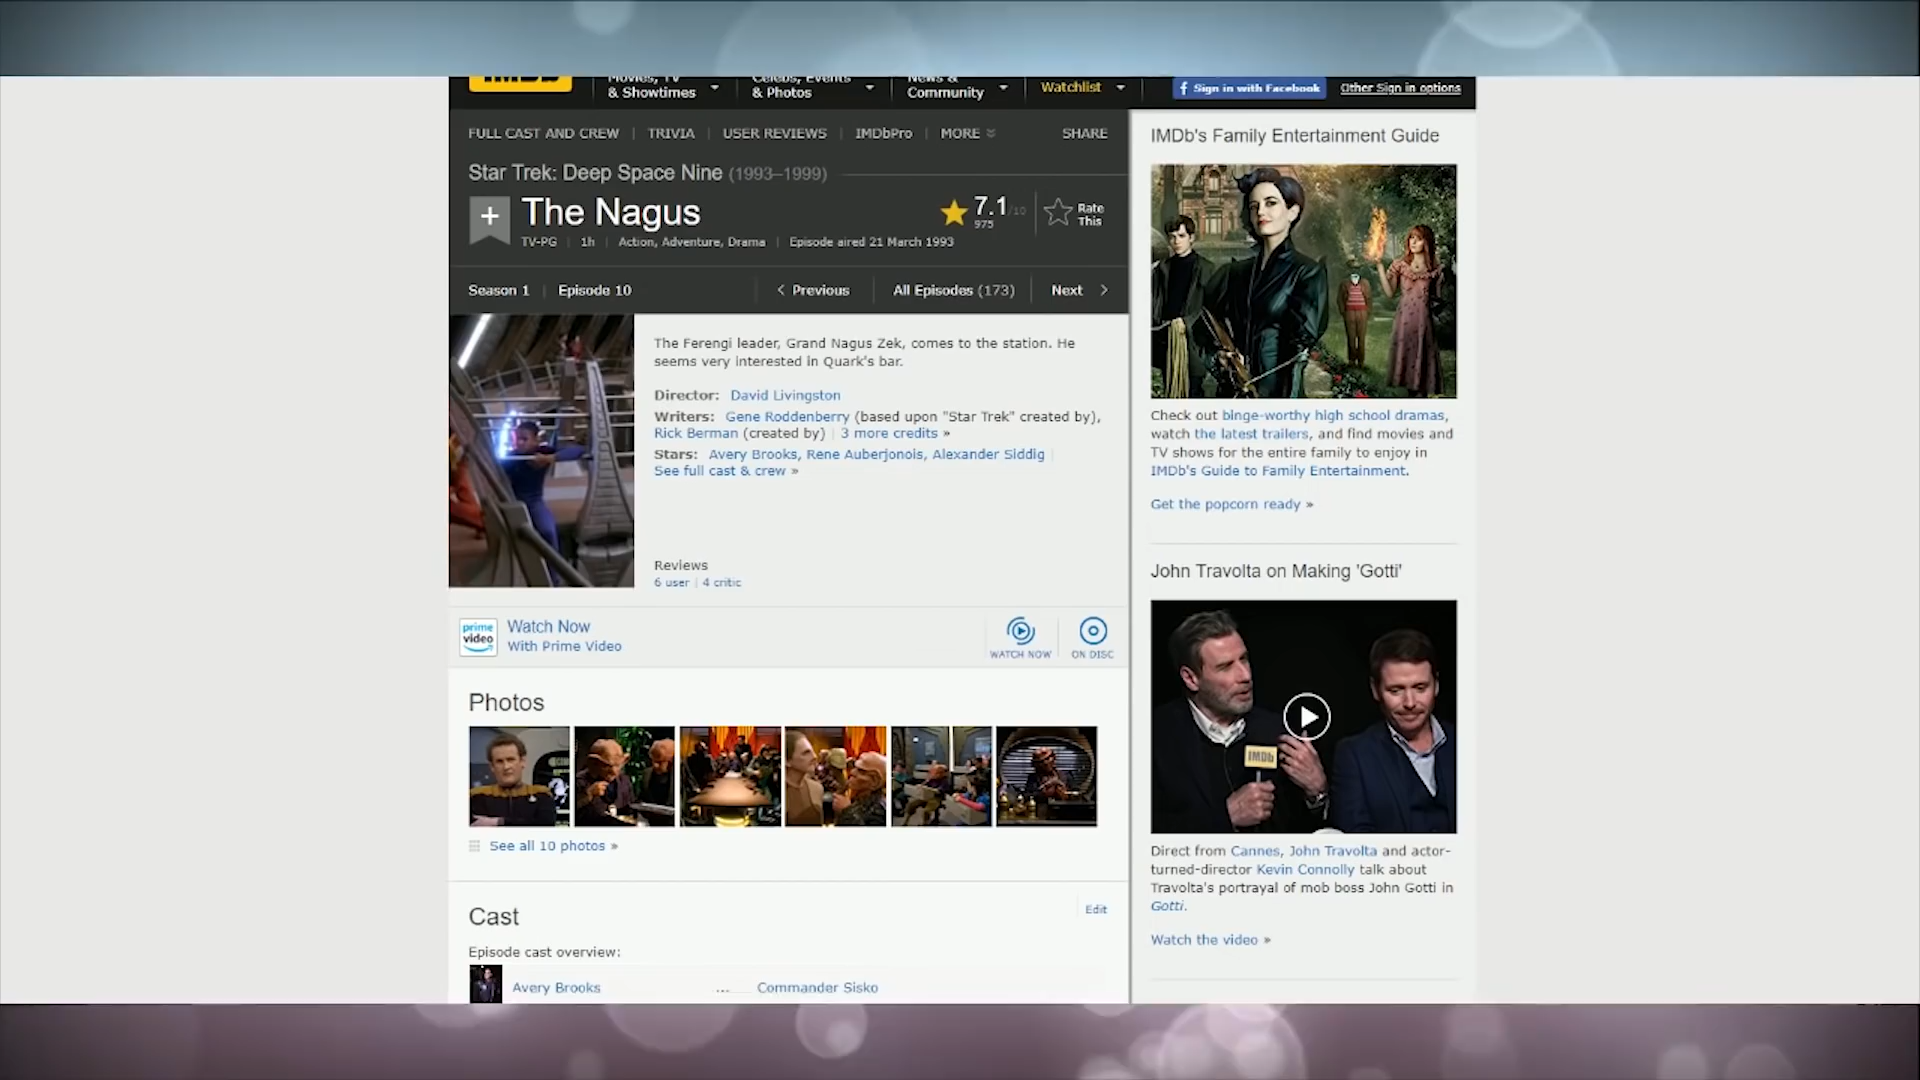 IMDb
Movies, TV
& Showtimes
Celebs, Events
& Photos
News &
Community
Watchlist
f Sign in with Facebook
Other Sign in options
FULL CAST AND CREW | TRIVIA | USER REVIEWS | IMDbPro | MORE
SHARE
Star Trek: Deep Space Nine (1993–1999)
+ The Nagus
7.1/10
975
Rate
This
TV-PG | 1h | Action, Adventure, Drama | Episode aired 21 March 1993
Season 1 | Episode 10
Previous
All Episodes (173)
Next
The Ferengi leader, Grand Nagus Zek, comes to the station. He
seems very interested in Quark's bar.
Director: David Livingston
Writers: Gene Roddenberry (based upon "Star Trek" created by),
Rick Berman (created by) | 3 more credits »
Stars: Avery Brooks, Rene Auberjonois, Alexander Siddig |
See full cast & crew »
Reviews
6 user | 4 critic
prime
video
Watch Now
With Prime Video
WATCH NOW
ON DISC
Photos
See all 10 photos »
Cast
Edit
Episode cast overview:
Avery Brooks ... Commander Sisko
IMDb's Family Entertainment Guide
Check out binge-worthy high school dramas,
watch the latest trailers, and find movies and
TV shows for the entire family to enjoy in
IMDb's Guide to Family Entertainment.
Get the popcorn ready »
John Travolta on Making 'Gotti'
IMDb
Direct from Cannes, John Travolta and actor-
turned-director Kevin Connolly talk about
Travolta's portrayal of mob boss John Gotti in
Gotti.
Watch the video »